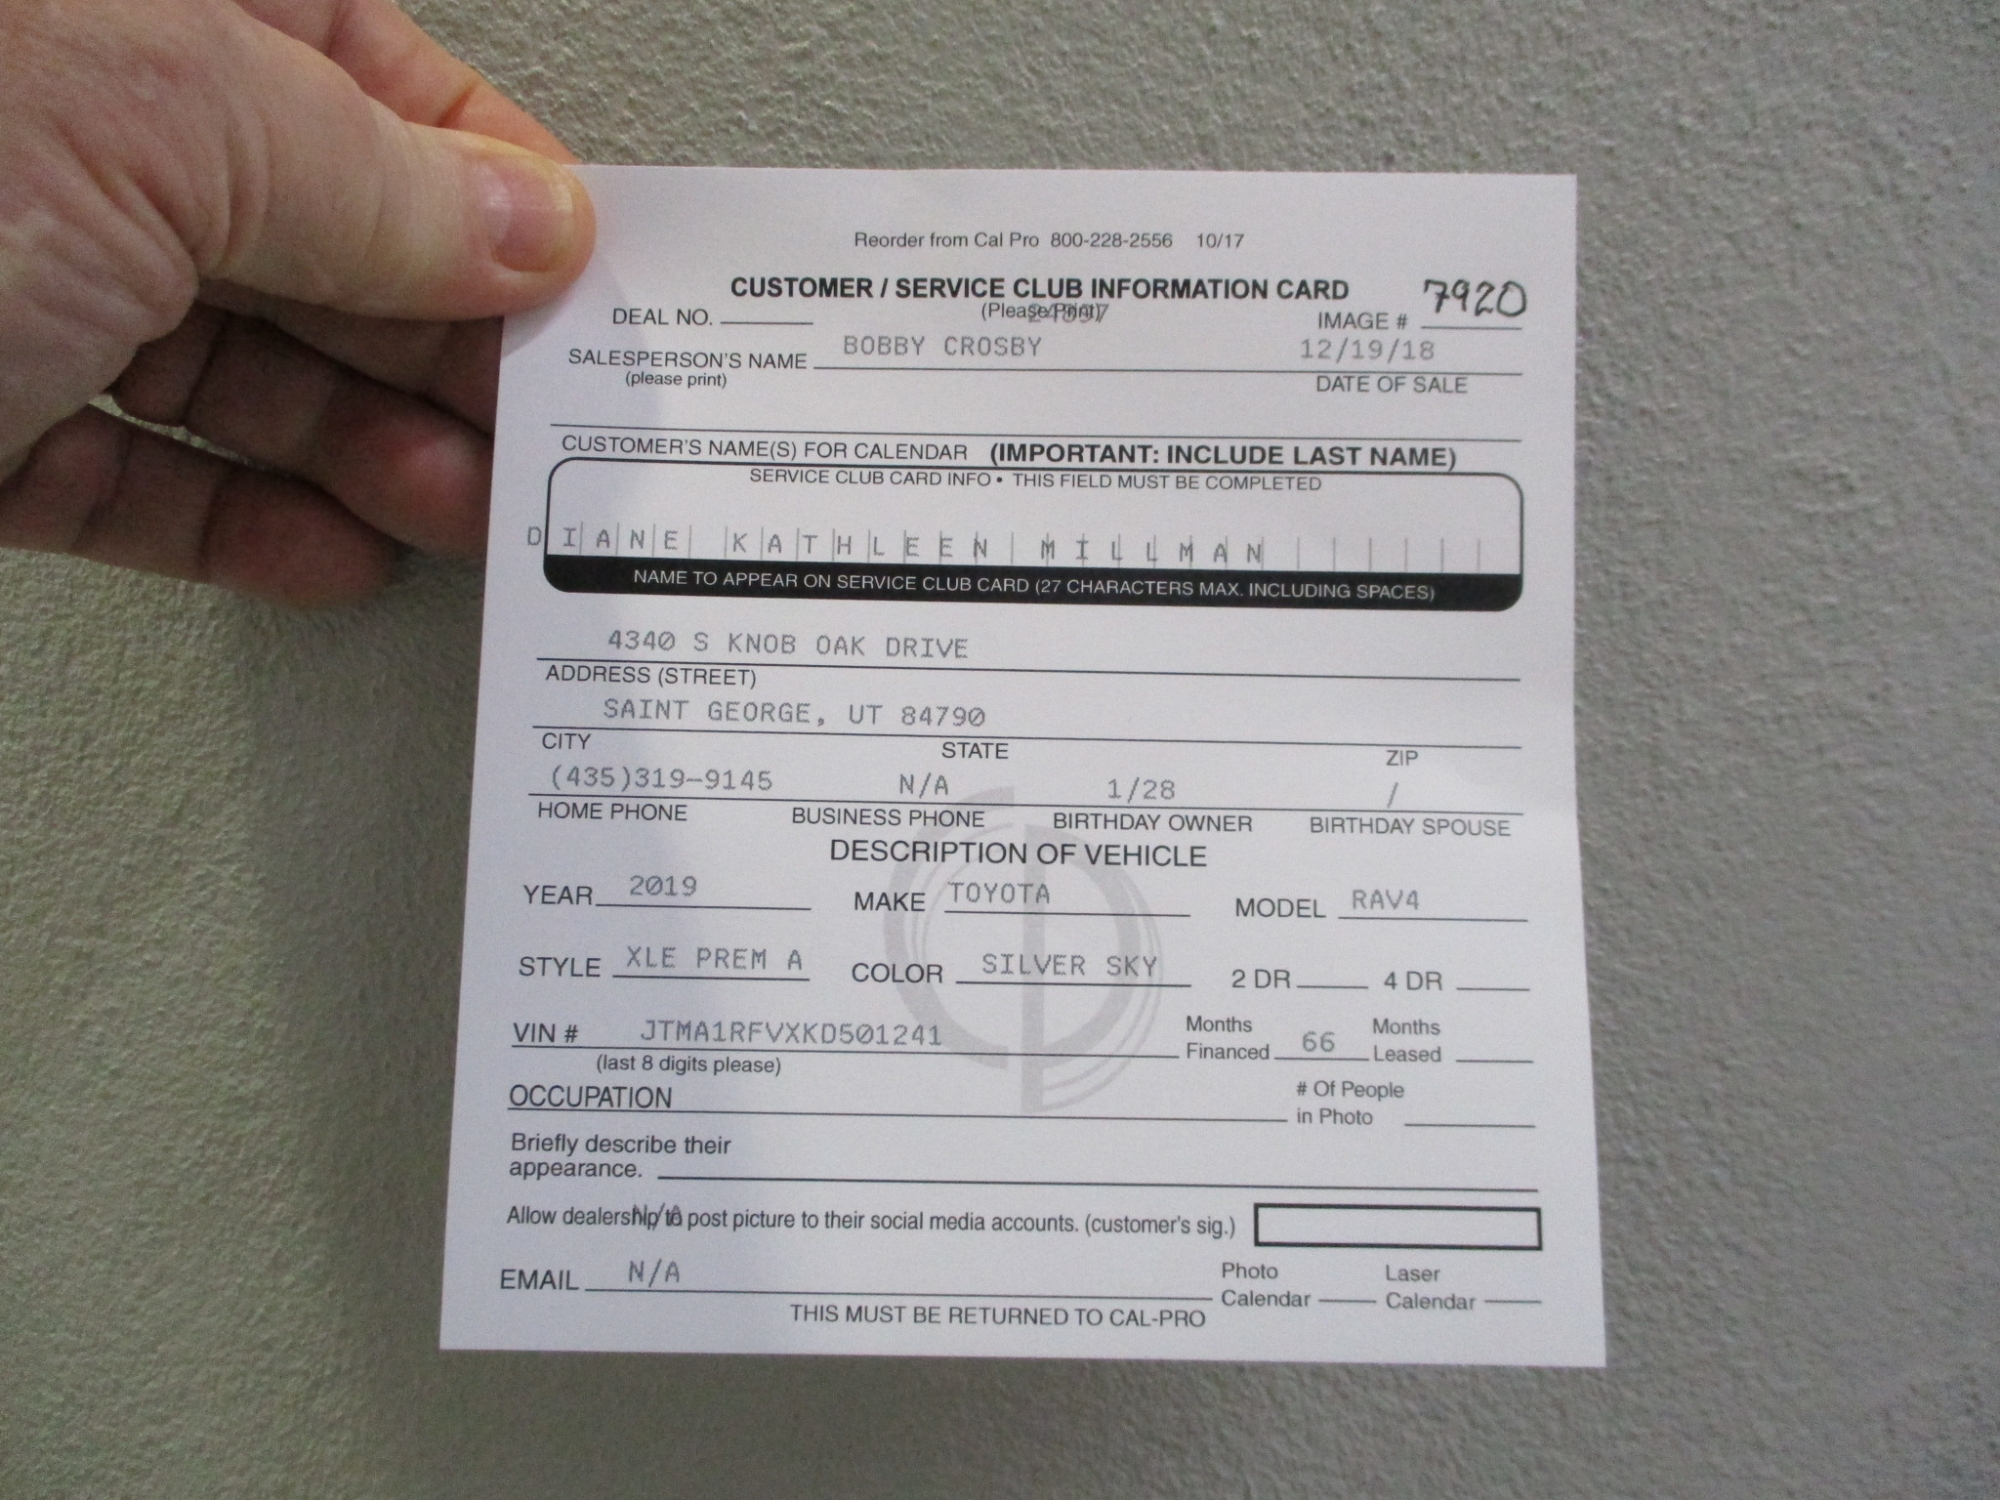 Reorder from Cal Pro 800-228-2556 10/17
CUSTOMER / SERVICE CLUB INFORMATION CARD 7920
DEAL NO. (Please Print) IMAGE #
SALESPERSON'S NAME BOBBY CROSBY 12/19/18
(please print) DATE OF SALE
CUSTOMER'S NAME(S) FOR CALENDAR (IMPORTANT: INCLUDE LAST NAME)
SERVICE CLUB CARD INFO • THIS FIELD MUST BE COMPLETED
DIANE KATHLEEN MILLMAN
NAME TO APPEAR ON SERVICE CLUB CARD (27 CHARACTERS MAX. INCLUDING SPACES)
4340 S KNOB OAK DRIVE
ADDRESS (STREET)
SAINT GEORGE, UT 84790
CITY STATE ZIP
(435)319-9145 N/A 1/28 /
HOME PHONE BUSINESS PHONE BIRTHDAY OWNER BIRTHDAY SPOUSE
DESCRIPTION OF VEHICLE
YEAR 2019 MAKE TOYOTA MODEL RAV4
STYLE XLE PREM A COLOR SILVER SKY 2 DR 4 DR
VIN # JTMA1RFVXKD501241 Months Financed 66 Months Leased
(last 8 digits please)
OCCUPATION # Of People in Photo
Briefly describe their
appearance.
N/A
Allow dealership to post picture to their social media accounts. (customer's sig.)
EMAIL N/A Photo Calendar Laser Calendar
THIS MUST BE RETURNED TO CAL-PRO